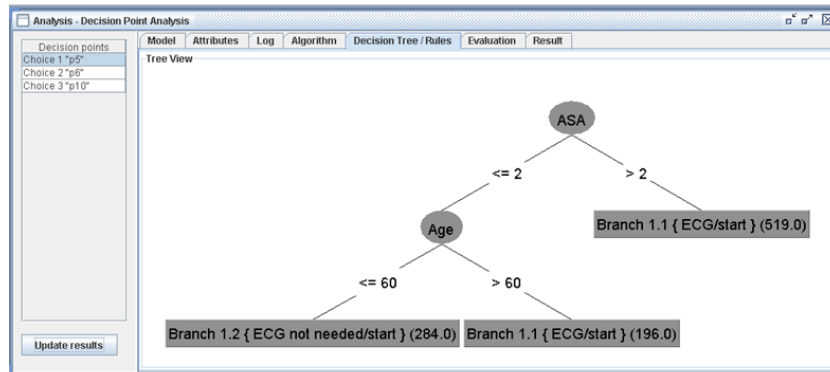 Analysis - Decision Point Analysis
Decision points
Choice 1 "p5"
Choice 2 "p6"
Choice 3 "p10"
Update results
Model Attributes Log Algorithm Decision Tree / Rules Evaluation Result
Tree View
ASA
<= 2 > 2
Age Branch 1.1 { ECG/start } (519.0)
<= 60 > 60
Branch 1.2 { ECG not needed/start } (284.0) Branch 1.1 { ECG/start } (196.0)